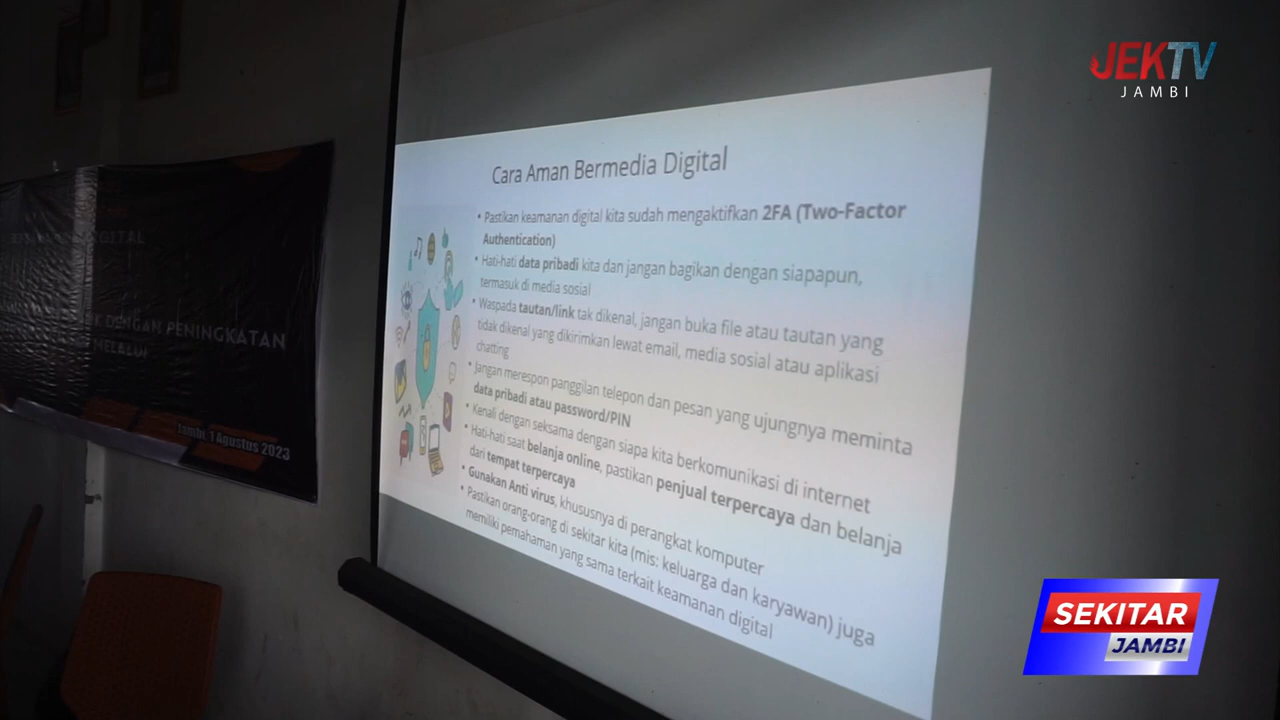 JEKTV
JAMBI
DIGITAL
DENGAN PENINGKATAN
MELALUI
Jambi, 1 Agustus 2023
Cara Aman Bermedia Digital
• Pastikan keamanan digital kita sudah mengaktifkan 2FA (Two-Factor
Authentication)
• Hati-hati data pribadi kita dan jangan bagikan dengan siapapun,
termasuk di media sosial
• Waspada tautan/link tak dikenal, jangan buka file atau tautan yang
tidak dikenal yang dikirimkan lewat email, media sosial atau aplikasi
chatting
• Jangan merespon panggilan telepon dan pesan yang ujungnya meminta
data pribadi atau password/PIN
• Kenali dengan seksama dengan siapa kita berkomunikasi di internet
• Hati-hati saat belanja online, pastikan penjual terpercaya dan belanja
dari tempat terpercaya
• Gunakan Anti virus, khususnya di perangkat komputer
• Pastikan orang-orang di sekitar kita (mis: keluarga dan karyawan) juga
memiliki pemahaman yang sama terkait keamanan digital
SEKITAR
JAMBI